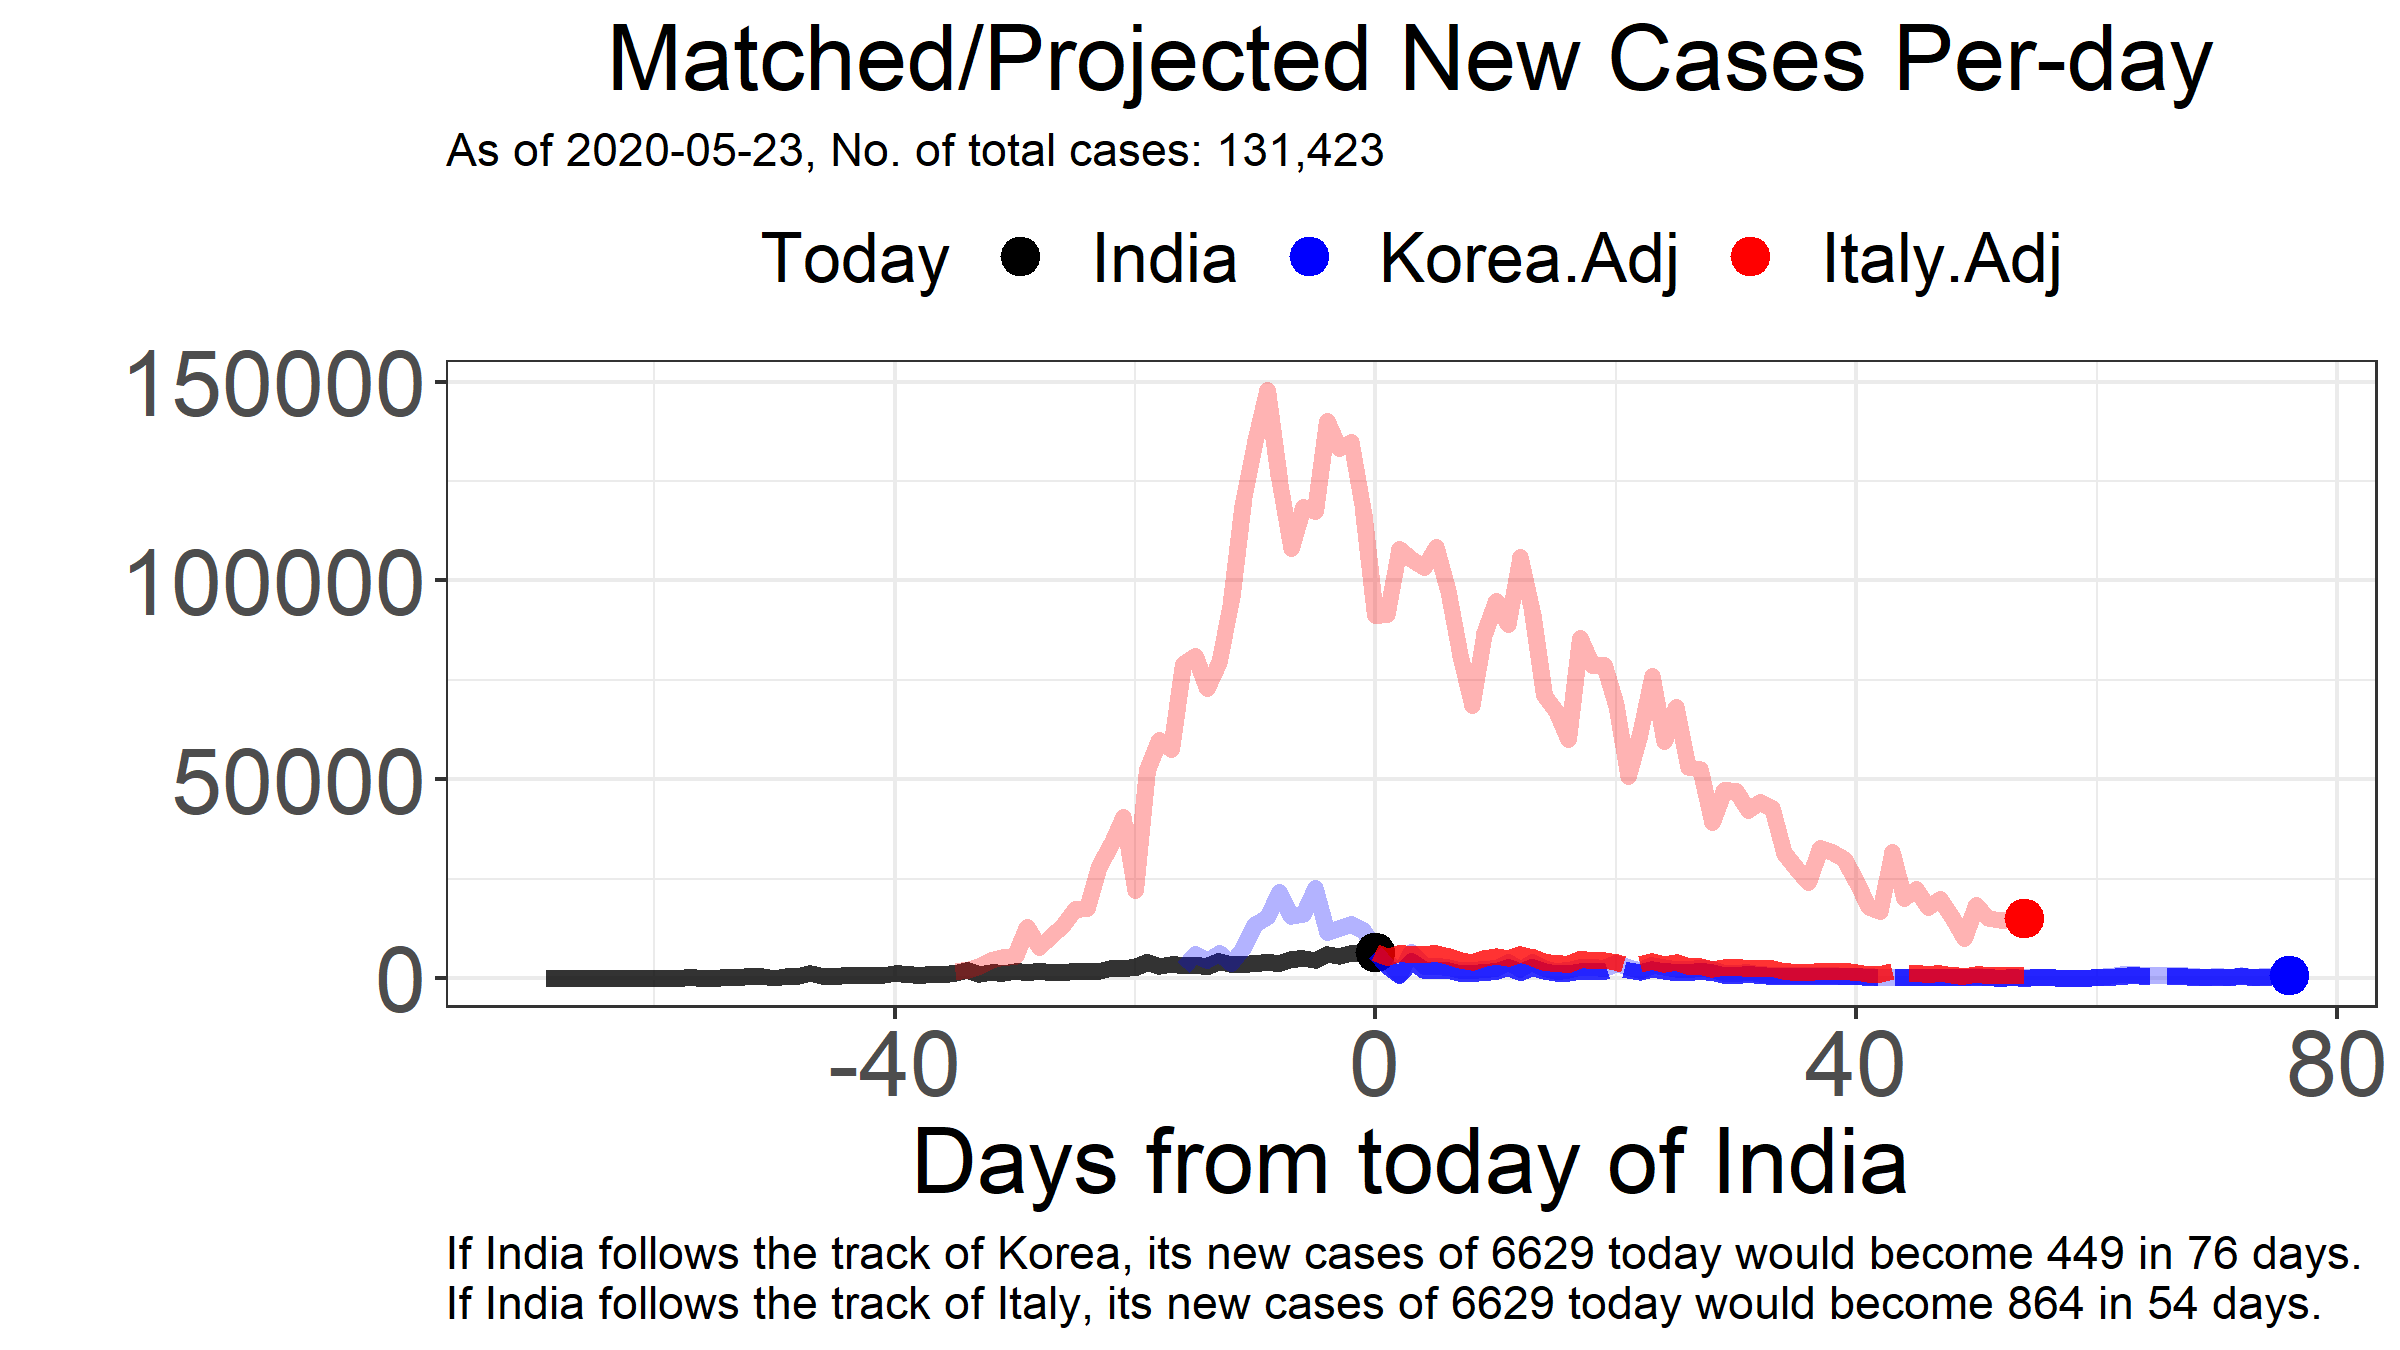 Matched/Projected New Cases Per-day
As of 2020-05-23, No. of total cases: 131,423
Today India Korea.Adj Italy.Adj
150000
100000
50000
0
-40 0 40 80
Days from today of India
If India follows the track of Korea, its new cases of 6629 today would become 449 in 76 days.
If India follows the track of Italy, its new cases of 6629 today would become 864 in 54 days.